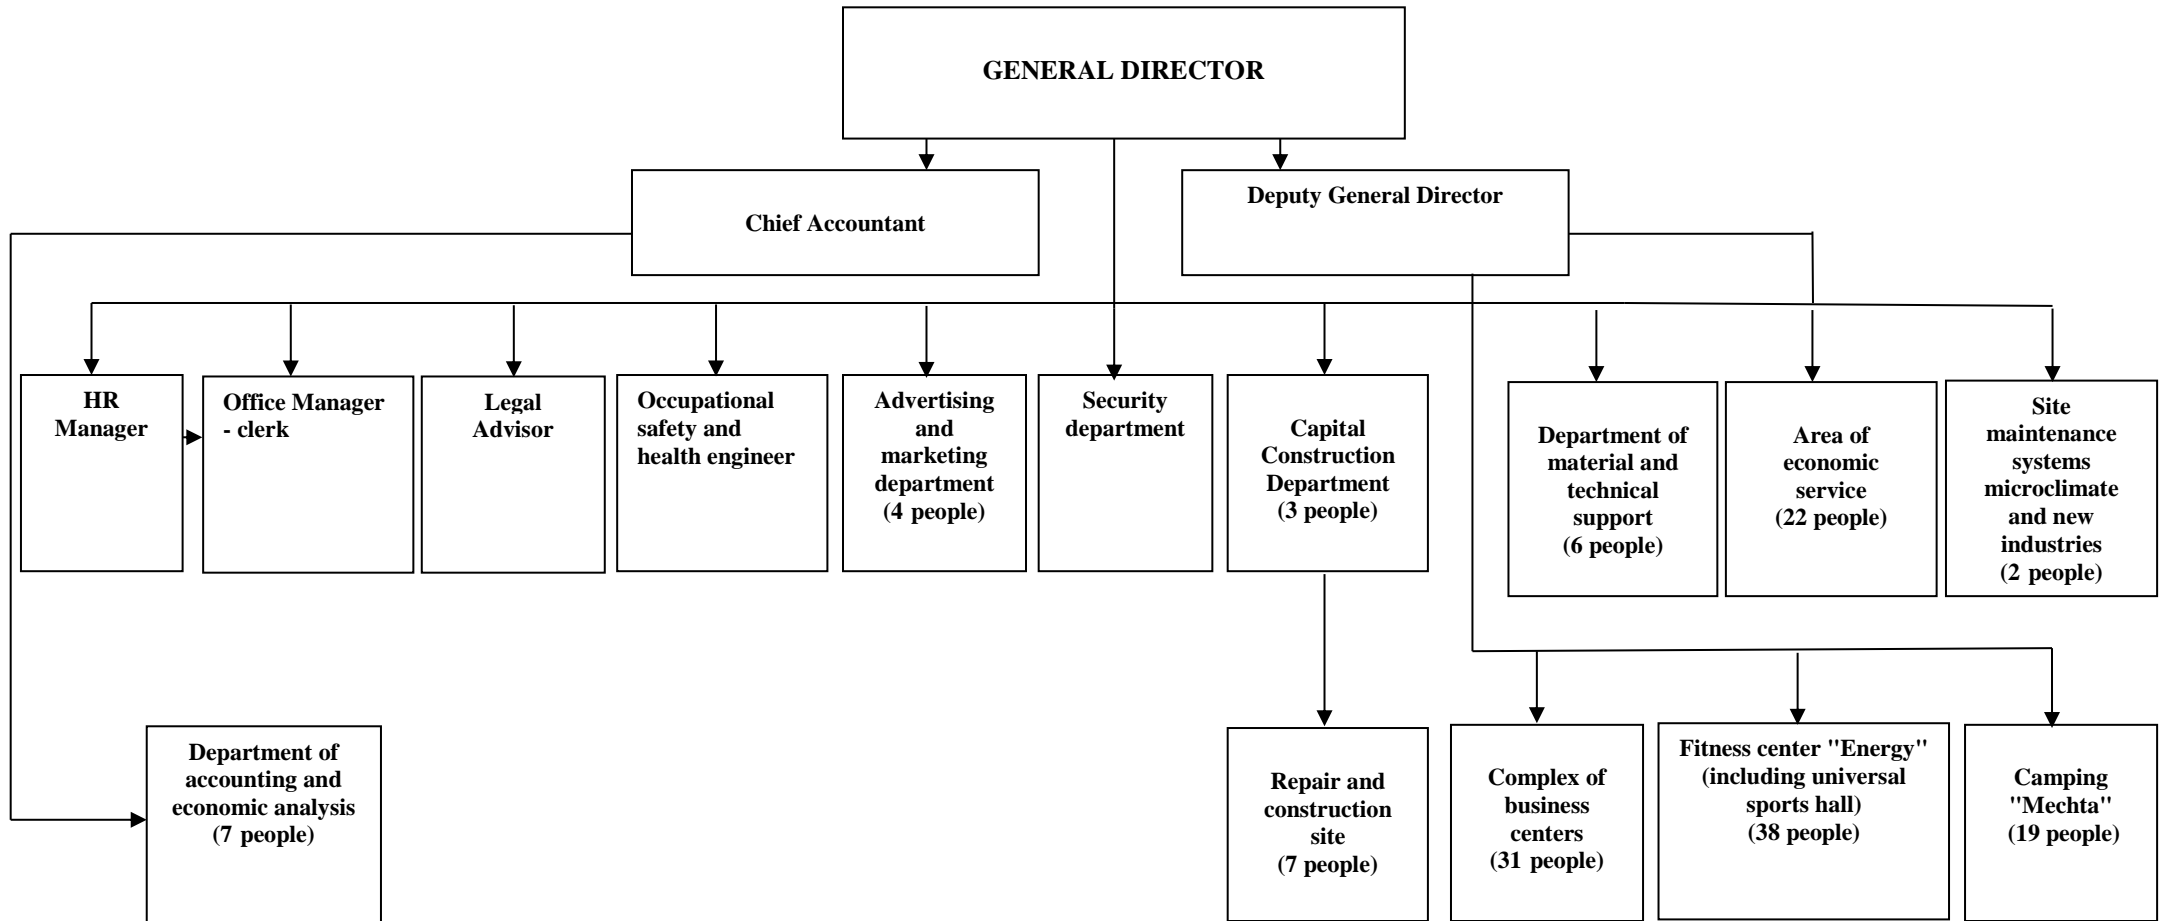 GENERAL DIRECTOR
Chief Accountant
Deputy General Director
HR
Manager
Office Manager
- clerk
Legal
Advisor
Occupational
safety and
health engineer
Advertising
and
marketing
department
(4 people)
Security
department
Capital
Construction
Department
(3 people)
Department of
material and
technical
support
(6 people)
Area of
economic
service
(22 people)
Site
maintenance
systems
microclimate
and new
industries
(2 people)
Department of
accounting and
economic analysis
(7 people)
Repair and
construction
site
(7 people)
Complex of
business
centers
(31 people)
Fitness center "Energy"
(including universal
sports hall)
(38 people)
Camping
"Mechta"
(19 people)